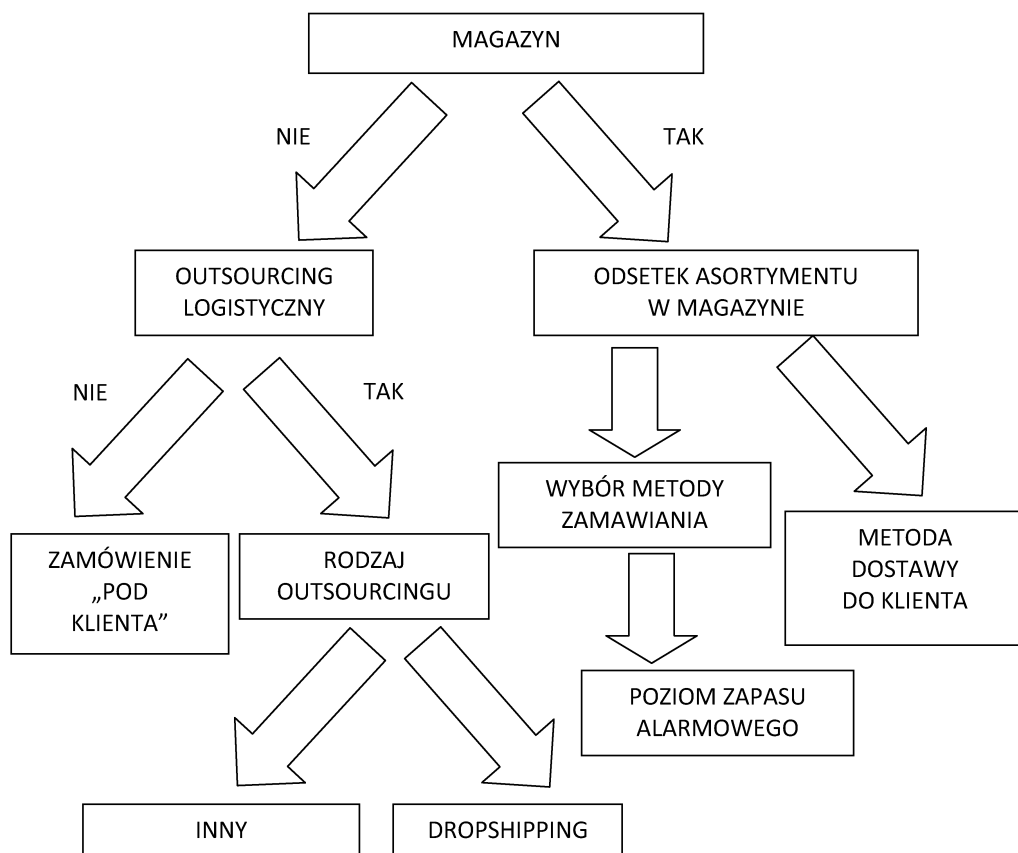 MAGAZYN
NIE
TAK
OUTSOURCING
LOGISTYCZNY
ODSETEK ASORTYMENTU
W MAGAZYNIE
NIE
TAK
WYBÓR METODY
ZAMAWIANIA
METODA
DOSTAWY
DO KLIENTA
ZAMÓWIENIE
„POD
KLIENTA”
RODZAJ
OUTSOURCINGU
POZIOM ZAPASU
ALARMOWEGO
INNY
DROPSHIPPING